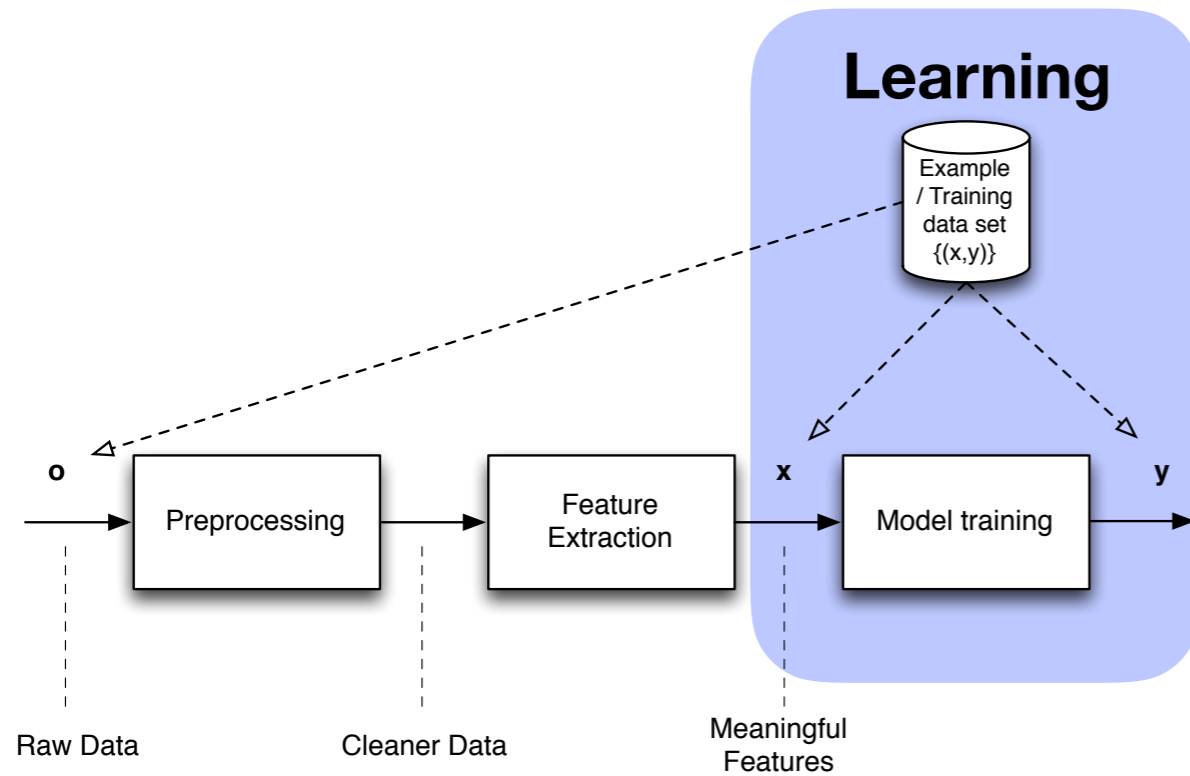 Learning
Example
/ Training
data set
{(x,y)}
o
x
y
Preprocessing
Feature
Extraction
Model training
Raw Data
Cleaner Data
Meaningful
Features